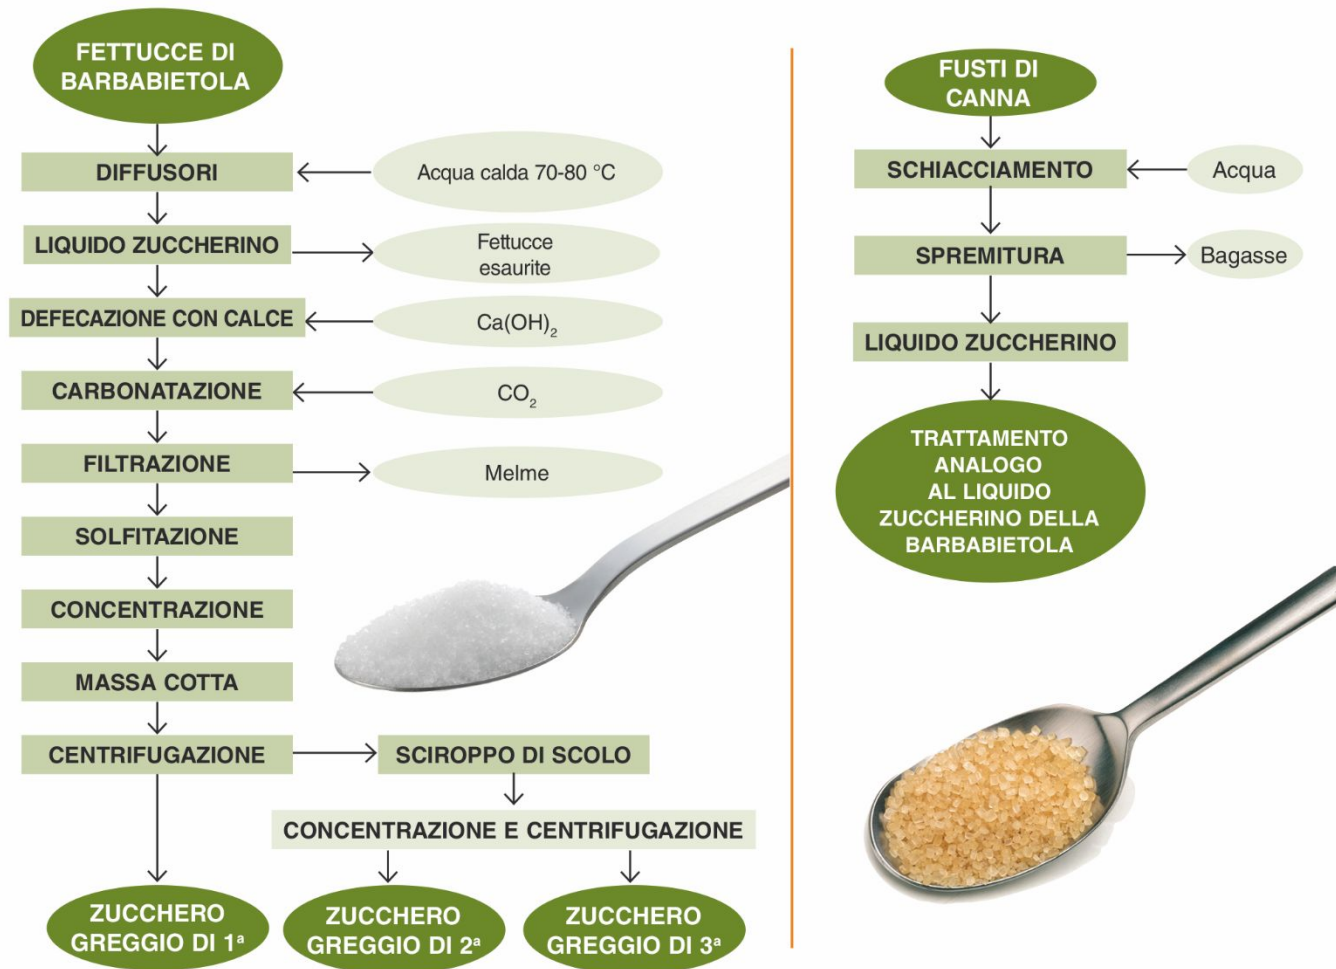 FETTUCCE DI
BARBABIETOLA
DIFFUSORI
Acqua calda 70-80 °C
LIQUIDO ZUCCHERINO
Fettucce
esaurite
DEFECAZIONE CON CALCE
Ca(OH)₂
CARBONATAZIONE
CO₂
FILTRAZIONE
Melme
SOLFITAZIONE
CONCENTRAZIONE
MASSA COTTA
CENTRIFUGAZIONE
SCIROPPO DI SCOLO
CONCENTRAZIONE E CENTRIFUGAZIONE
ZUCCHERO
GREGGIO DI 1ª
ZUCCHERO
GREGGIO DI 2ª
ZUCCHERO
GREGGIO DI 3ª
FUSTI DI
CANNA
SCHIACCIAMENTO
Acqua
SPREMITURA
Bagasse
LIQUIDO ZUCCHERINO
TRATTAMENTO
ANALOGO
AL LIQUIDO
ZUCCHERINO DELLA
BARBABIETOLA